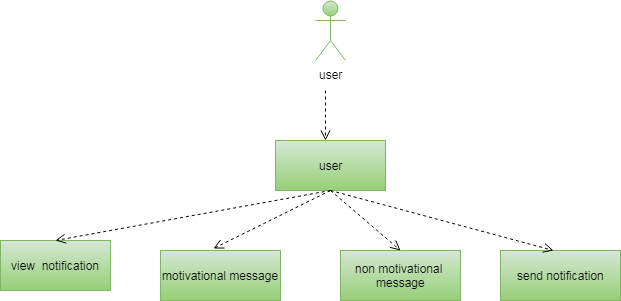 user
user
view  notification
motivational message
non motivational
message
send notification